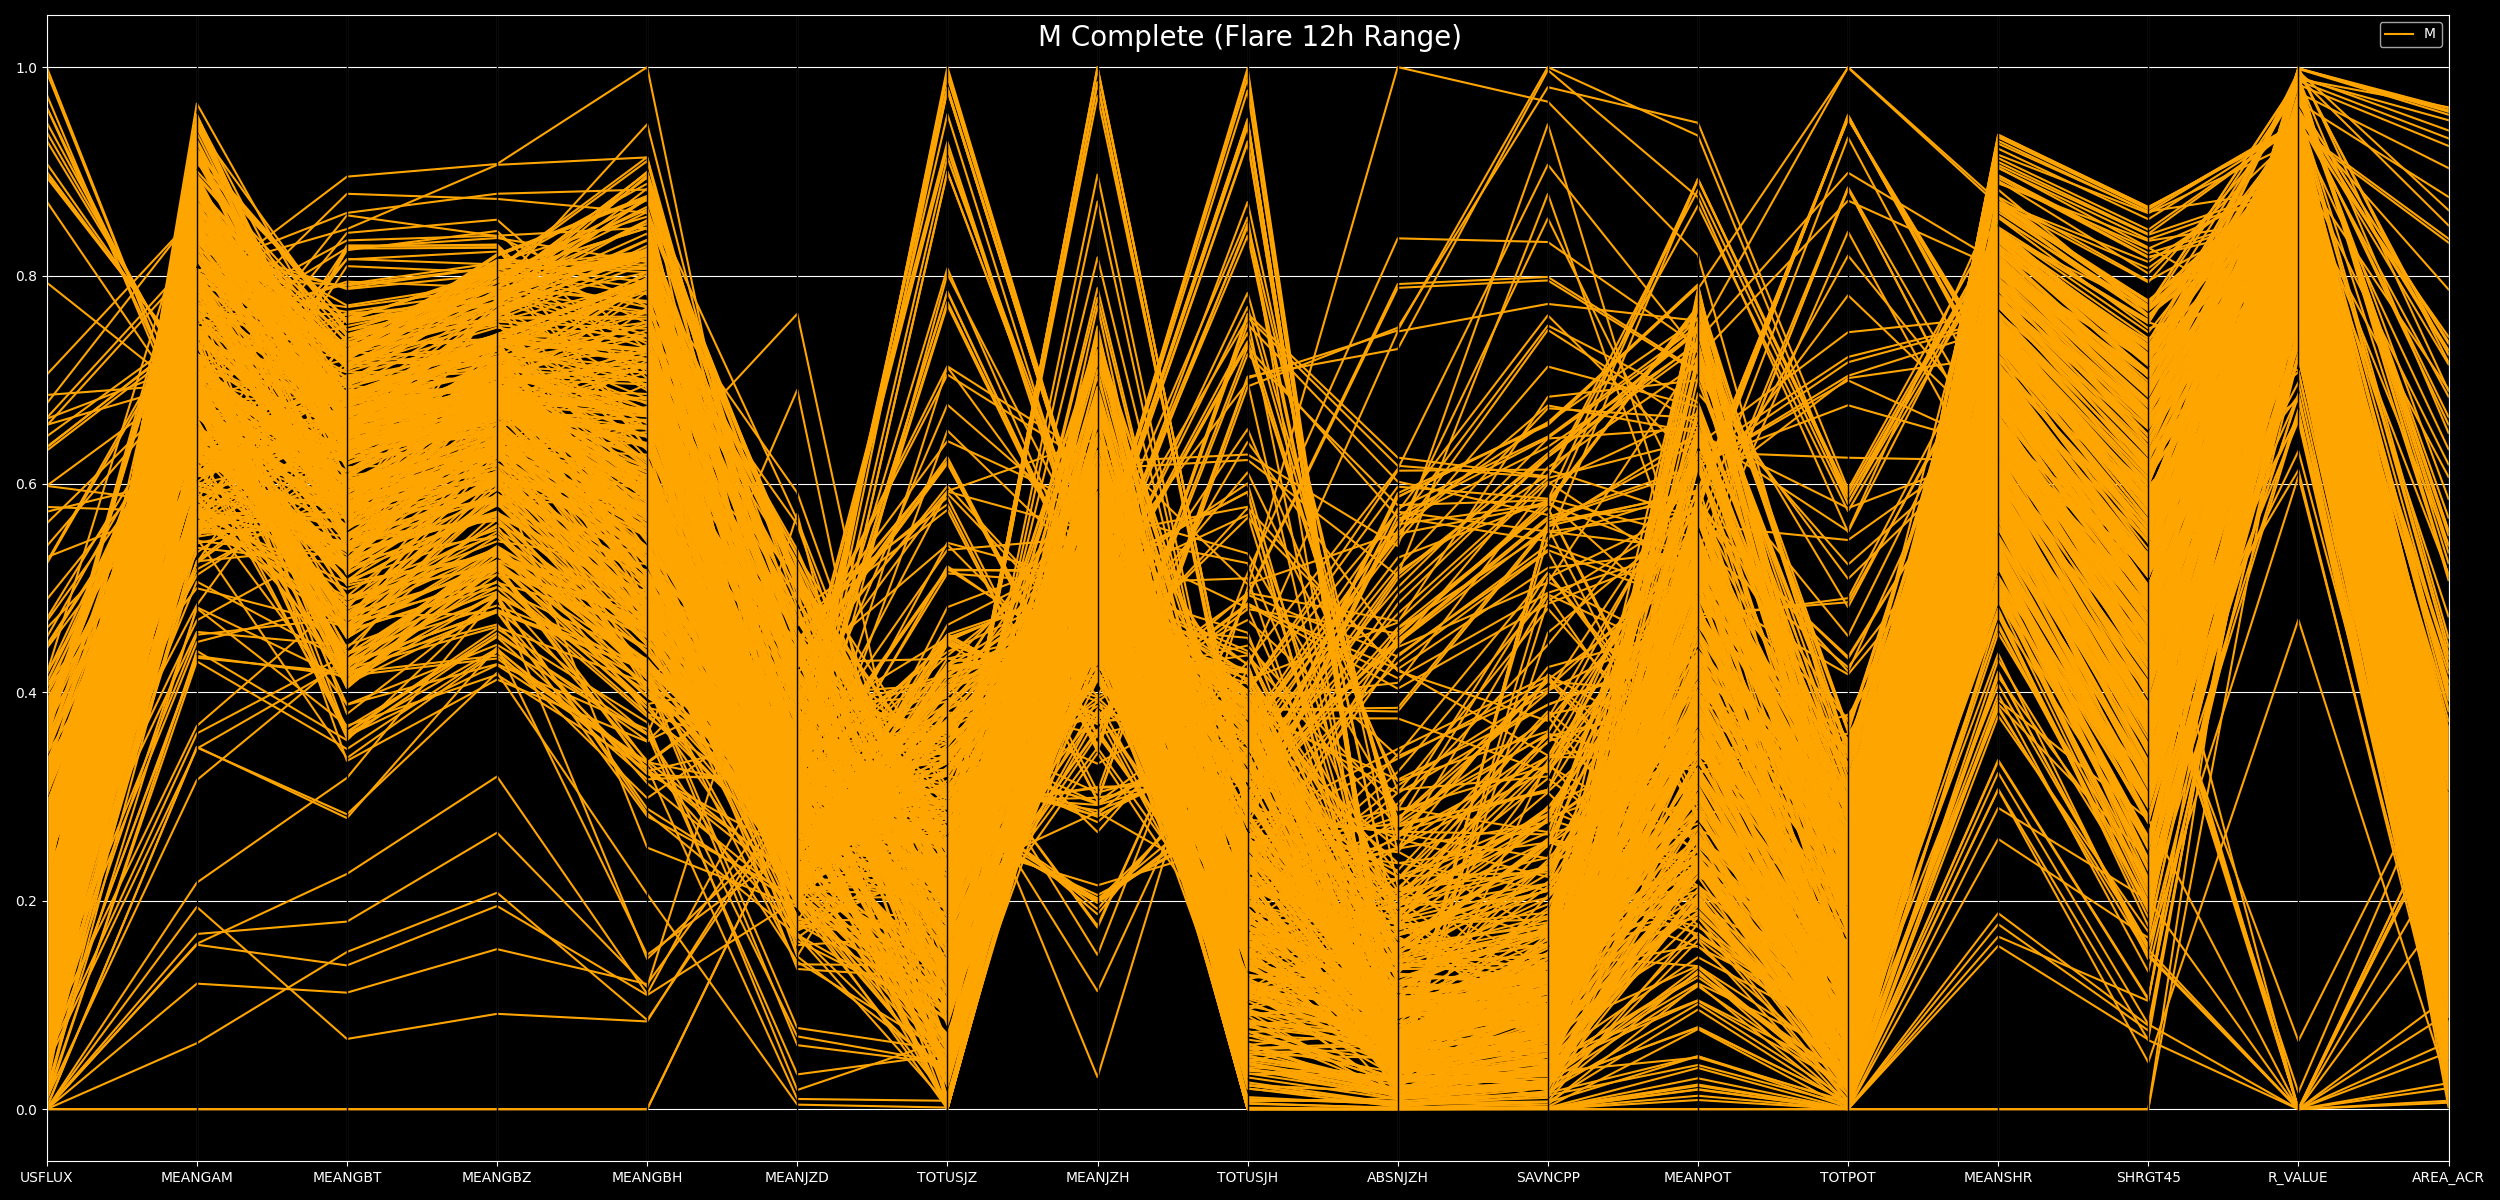 M Complete (Flare 12h Range)
M
1.0
0.8
0.6
0.4
0.2
0.0
USFLUX MEANGAM MEANGBT MEANGBZ MEANGBH MEANJZD TOTUSJZ MEANJZH TOTUSJH ABSNJZH SAVNCPP MEANPOT TOTPOT MEANSHR SHRGT45 R_VALUE AREA_ACR